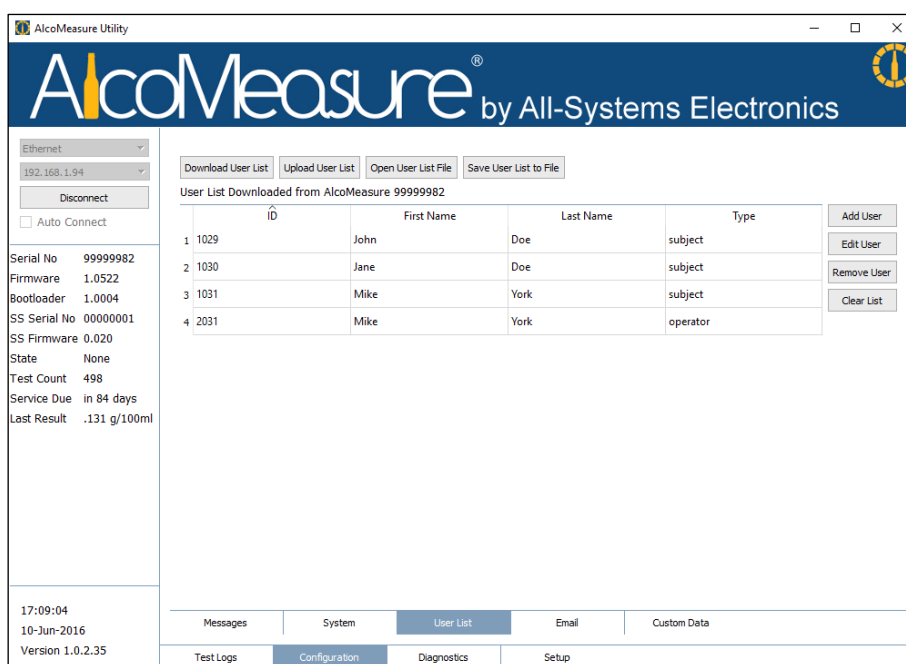 AlcoMeasure Utility
AlcoMeasure® by All-Systems Electronics
Ethernet
192.168.1.94
Disconnect
Auto Connect
Serial No 99999982
Firmware 1.0522
Bootloader 1.0004
SS Serial No 00000001
SS Firmware 0.020
State None
Test Count 498
Service Due in 84 days
Last Result .131 g/100ml
17:09:04
10-Jun-2016
Version 1.0.2.35
Download User List Upload User List Open User List File Save User List to File
User List Downloaded from AlcoMeasure 99999982
ID First Name Last Name Type
1 1029 John Doe subject
2 1030 Jane Doe subject
3 1031 Mike York subject
4 2031 Mike York operator
Add User
Edit User
Remove User
Clear List
Messages System User List Email Custom Data
Test Logs Configuration Diagnostics Setup